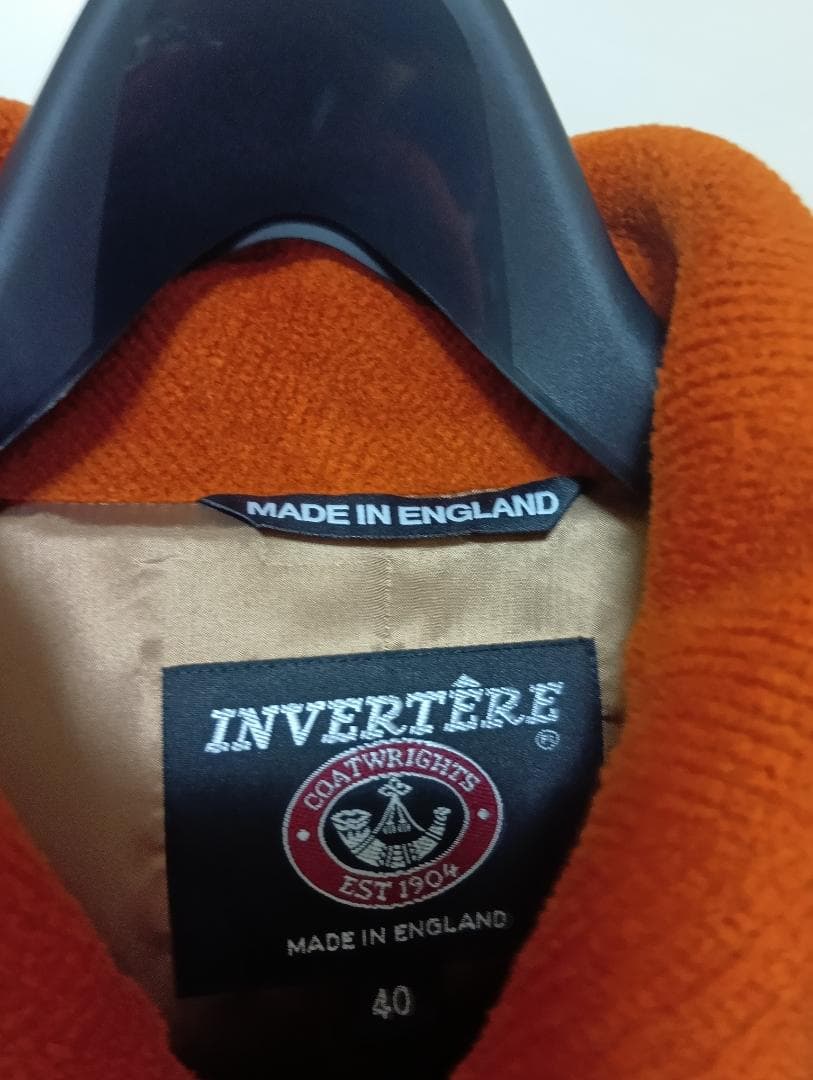 MADE IN ENGLAND
INVERTÊRE
®
COATWRIGHTS
EST 1904
MADE IN ENGLAND
40